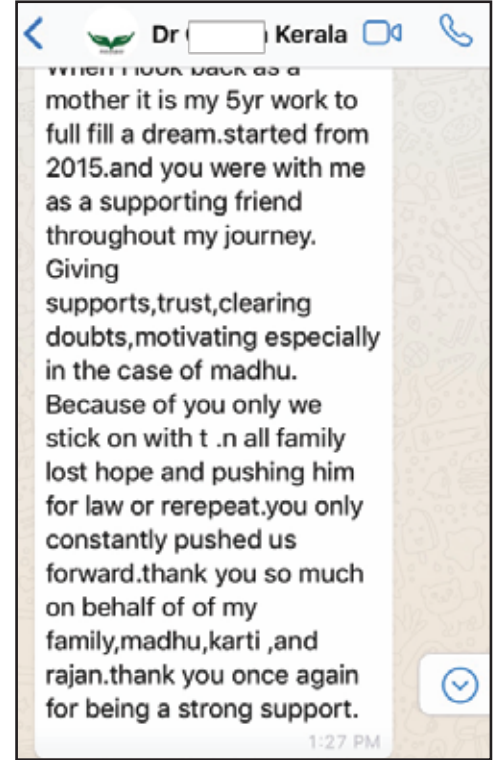 Dr Kerala
When I look back as a
mother it is my 5yr work to
full fill a dream.started from
2015.and you were with me
as a supporting friend
throughout my journey.
Giving
supports,trust,clearing
doubts,motivating especially
in the case of madhu.
Because of you only we
stick on with t .n all family
lost hope and pushing him
for law or rerepeat.you only
constantly pushed us
forward.thank you so much
on behalf of of my
family,madhu,karti ,and
rajan.thank you once again
for being a strong support.
1:27 PM